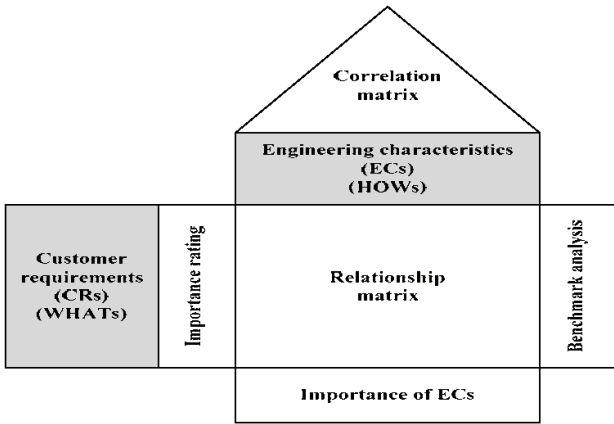 Correlation
matrix
Engineering characteristics
(ECs)
(HOWs)
Customer
requirements
(CRs)
(WHATs)
Importance rating
Relationship
matrix
Benchmark analysis
Importance of ECs